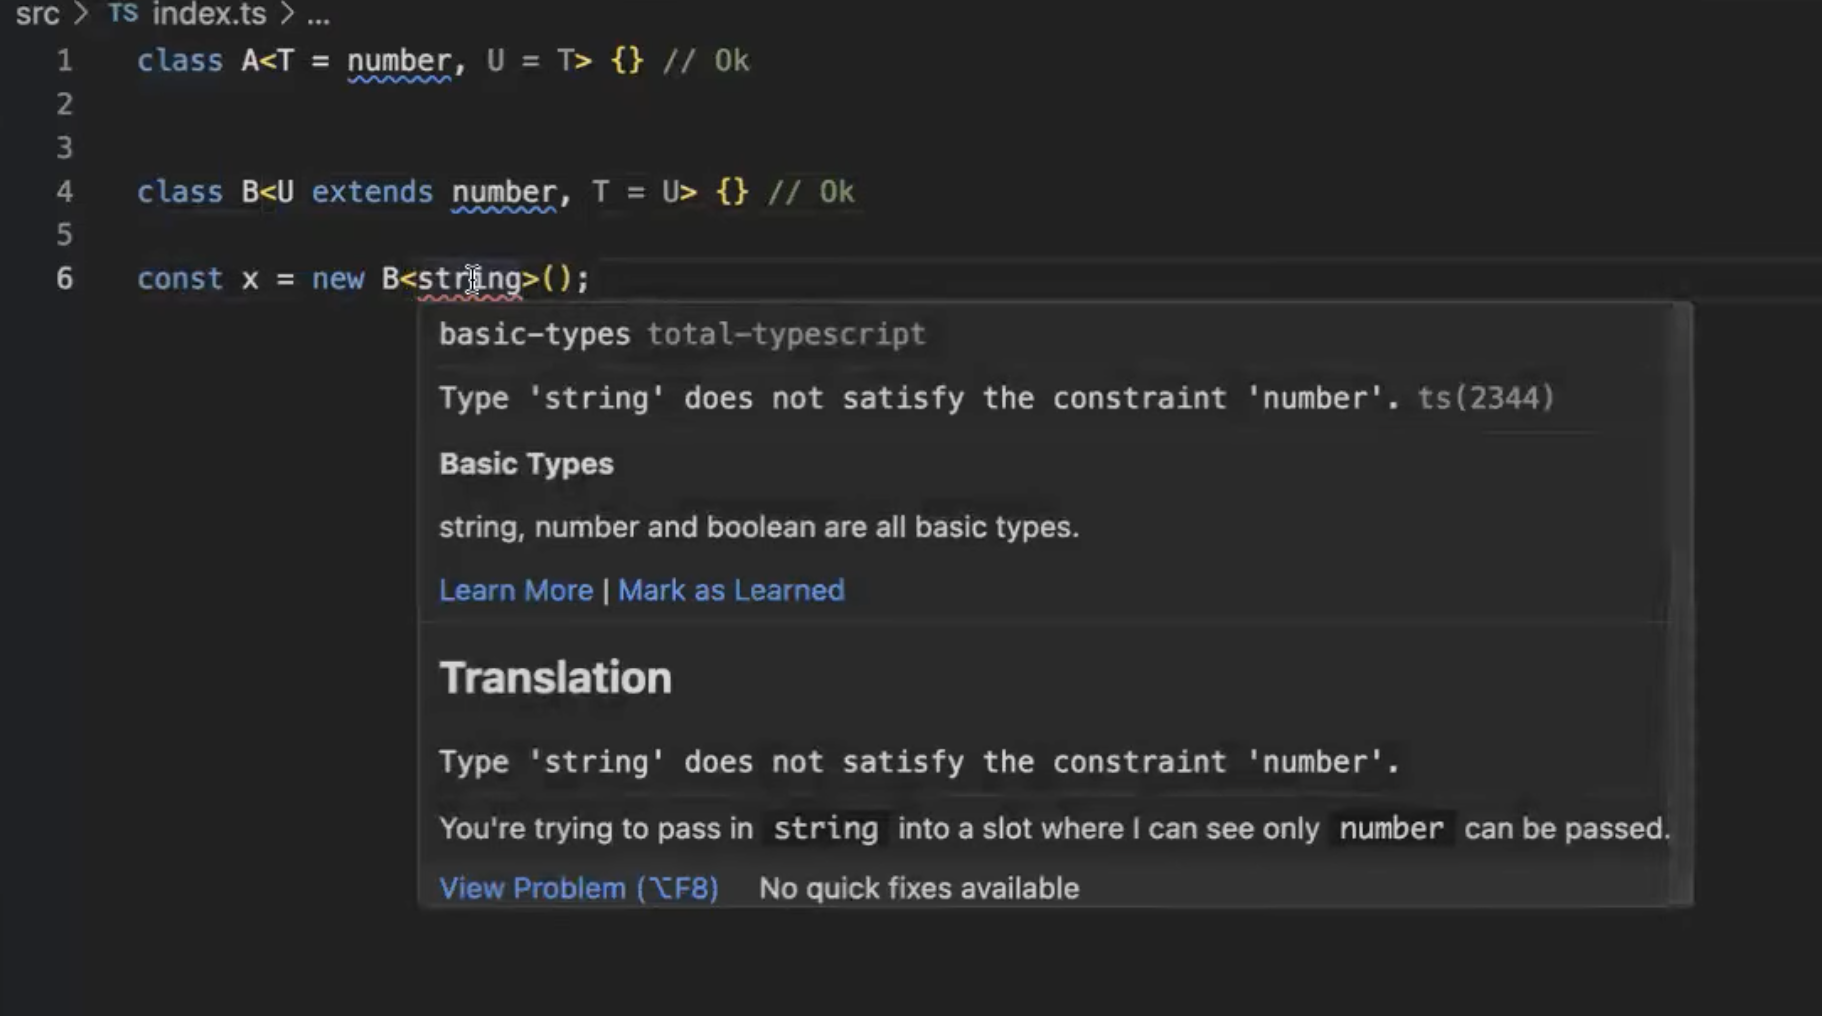 src > TS index.ts > ...
1 class A<T = number, U = T> {} // Ok
2
3
4 class B<U extends number, T = U> {} // Ok
5
6 const x = new B<string>();
basic-types total-typescript
Type 'string' does not satisfy the constraint 'number'. ts(2344)
Basic Types
string, number and boolean are all basic types.
Learn More | Mark as Learned
Translation
Type 'string' does not satisfy the constraint 'number'.
You're trying to pass in string into a slot where I can see only number can be passed.
View Problem (⌥F8) No quick fixes available